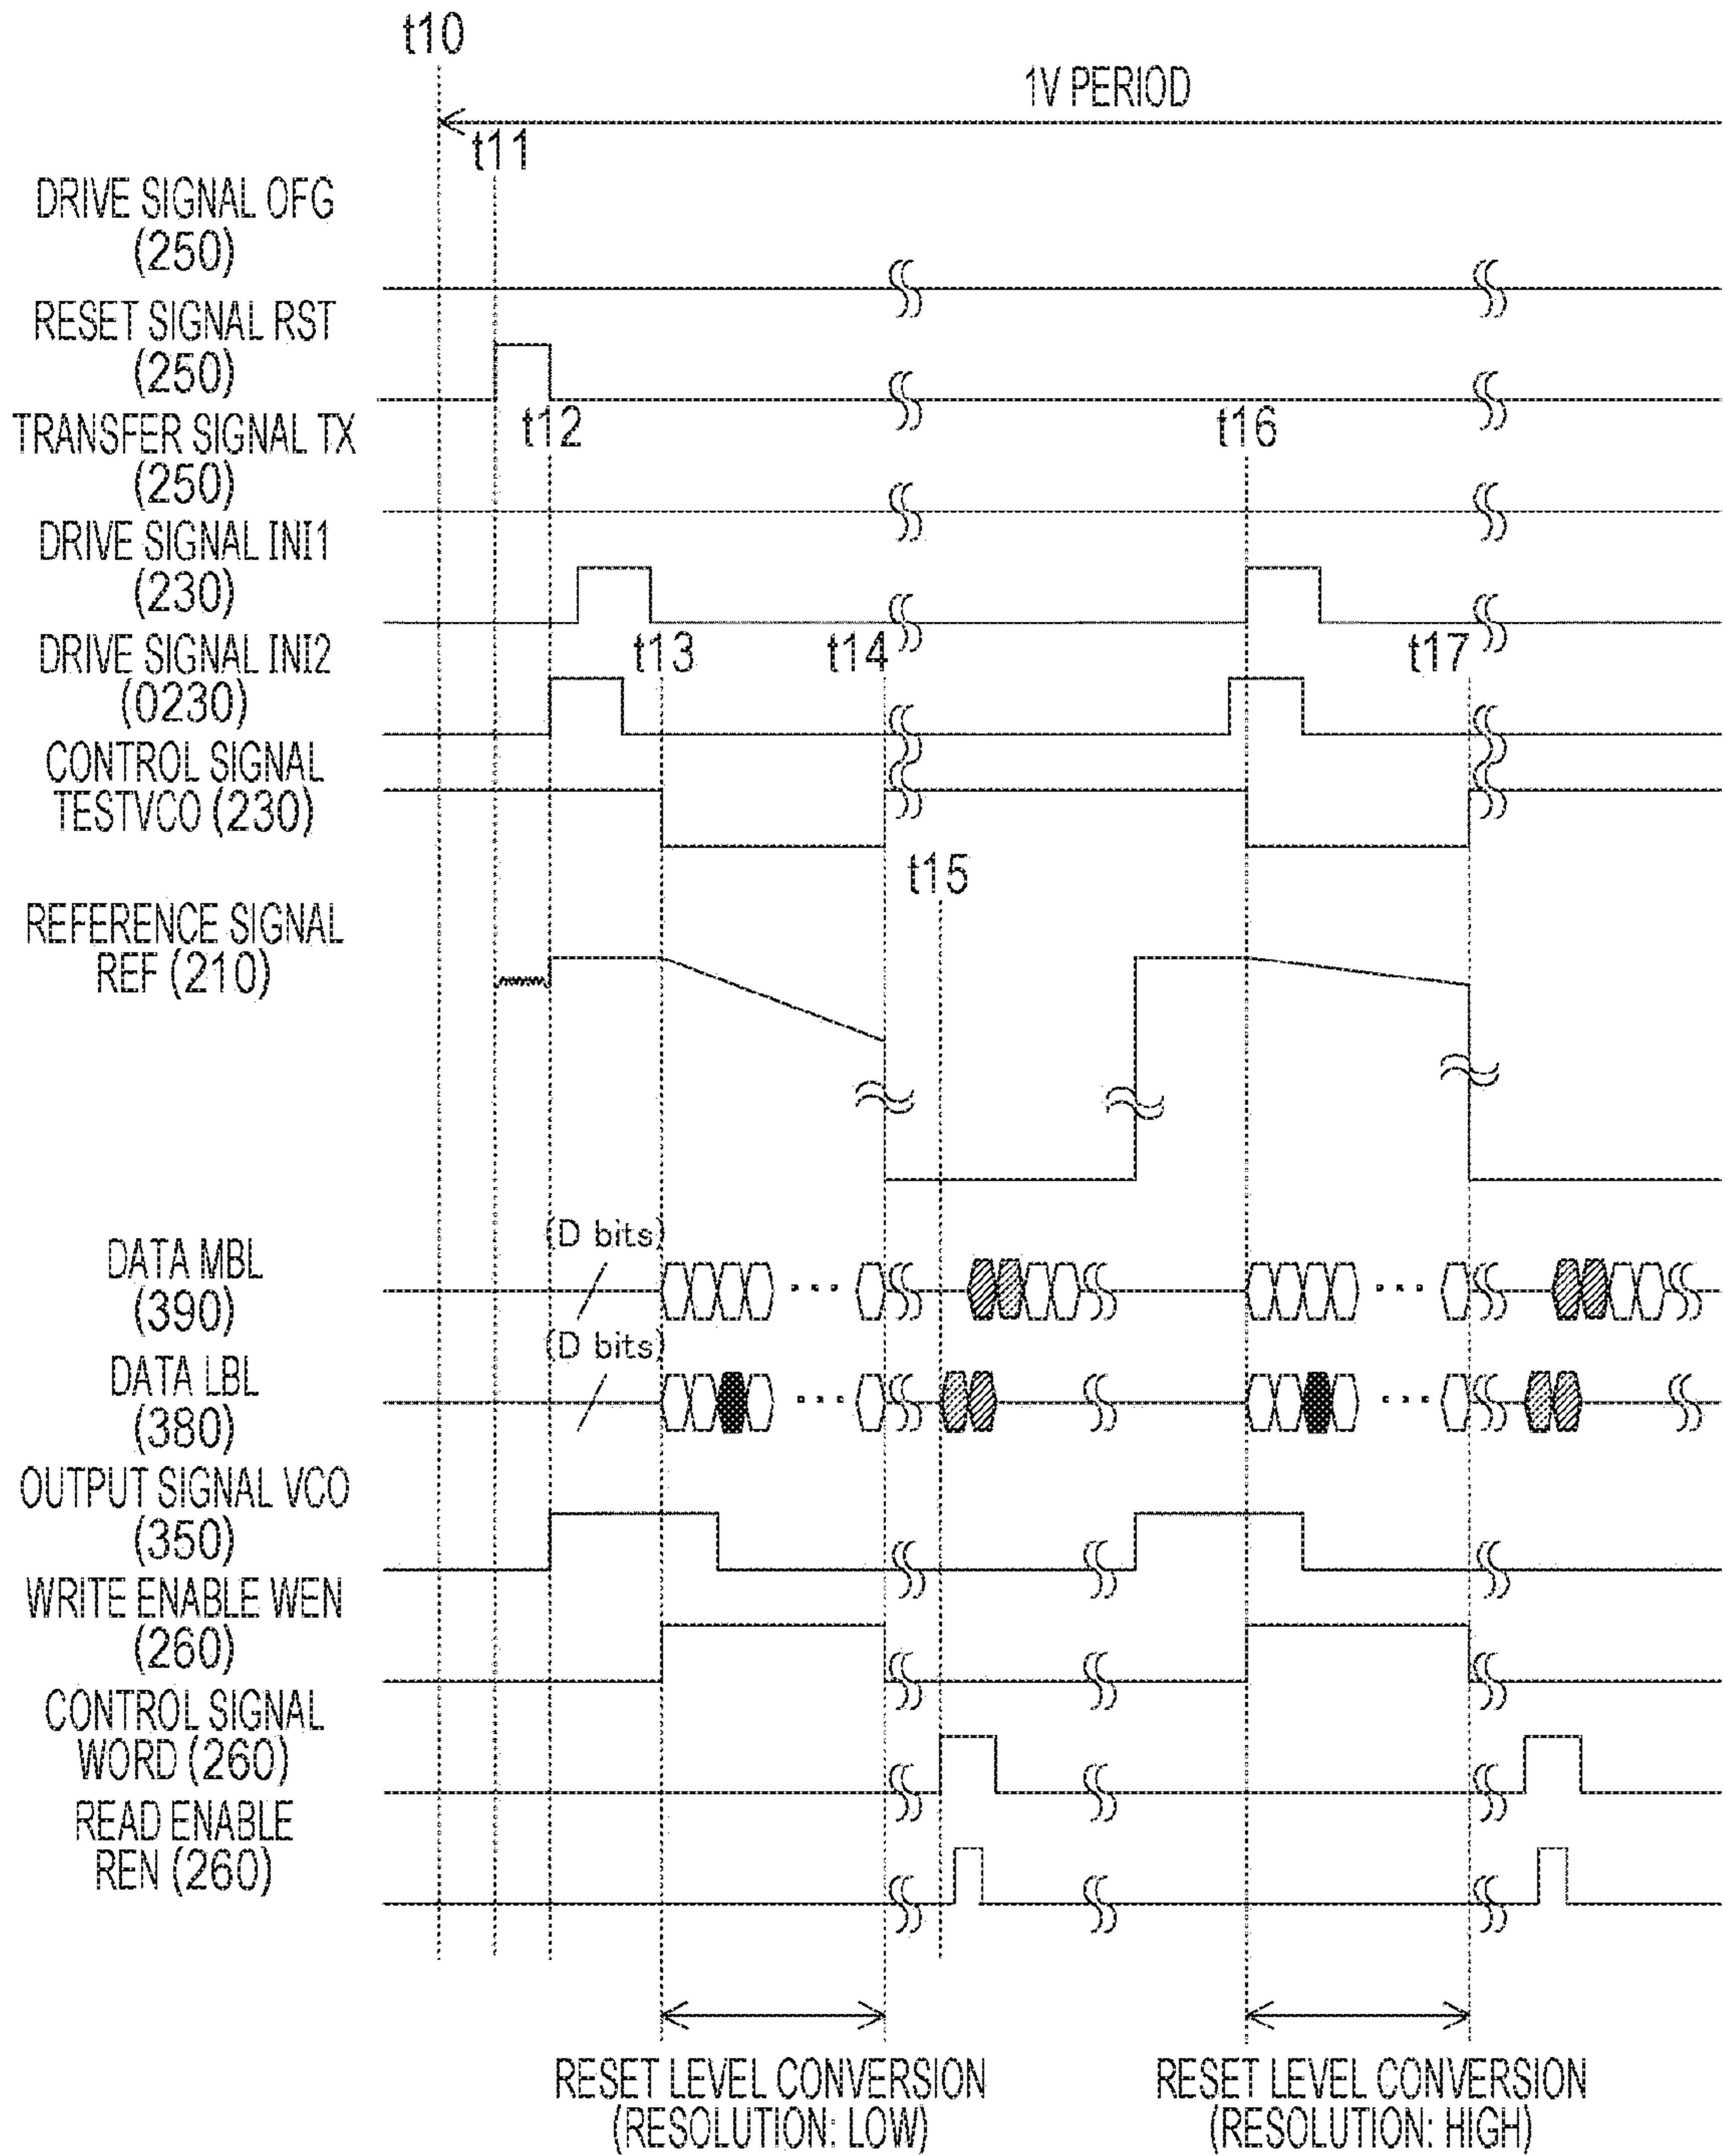 t10
1V PERIOD
t11
DRIVE SIGNAL OFG
(250)
RESET SIGNAL RST
(250)
t12
t16
TRANSFER SIGNAL TX
(250)
DRIVE SIGNAL INI1
(230)
t13
t14
t17
DRIVE SIGNAL INI2
(0230)
CONTROL SIGNAL
TESTVCO (230)
t15
REFERENCE SIGNAL
REF (210)
(D bits)
DATA MBL
(390)
(D bits)
DATA LBL
(380)
OUTPUT SIGNAL VCO
(350)
WRITE ENABLE WEN
(260)
CONTROL SIGNAL
WORD (260)
READ ENABLE
REN (260)
RESET LEVEL CONVERSION
(RESOLUTION: LOW)
RESET LEVEL CONVERSION
(RESOLUTION: HIGH)